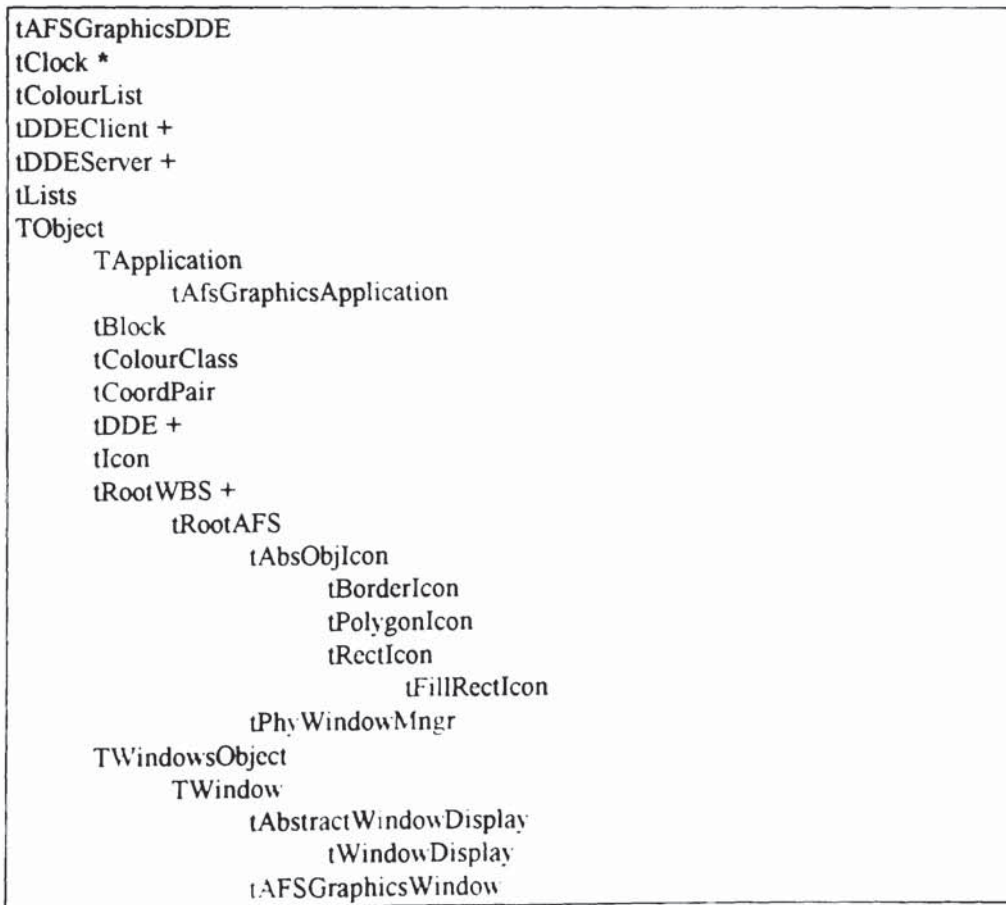 tAFSGraphicsDDE
tClock *
tColourList
tDDEClient +
tDDEServer +
tLists
TObject
TApplication
tAfsGraphicsApplication
tBlock
tColourClass
tCoordPair
tDDE +
tIcon
tRootWBS +
tRootAFS
tAbsObjIcon
tBorderIcon
tPolygonIcon
tRectIcon
tFillRectIcon
tPhyWindowMngr
TWindowsObject
TWindow
tAbstractWindowDisplay
tWindowDisplay
tAFSGraphicsWindow